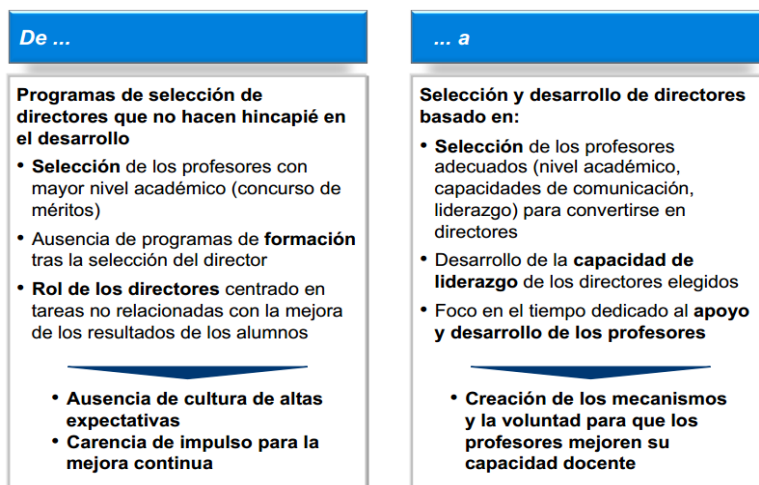 De ...
Programas de selección de
directores que no hacen hincapié en
el desarrollo
• Selección de los profesores con
mayor nivel académico (concurso de
méritos)
• Ausencia de programas de formación
tras la selección del director
• Rol de los directores centrado en
tareas no relacionadas con la mejora
de los resultados de los alumnos
• Ausencia de cultura de altas
expectativas
• Carencia de impulso para la
mejora continua
... a
Selección y desarrollo de directores
basado en:
• Selección de los profesores
adecuados (nivel académico,
capacidades de comunicación,
liderazgo) para convertirse en
directores
• Desarrollo de la capacidad de
liderazgo de los directores elegidos
• Foco en el tiempo dedicado al apoyo
y desarrollo de los profesores
• Creación de los mecanismos
y la voluntad para que los
profesores mejoren su
capacidad docente